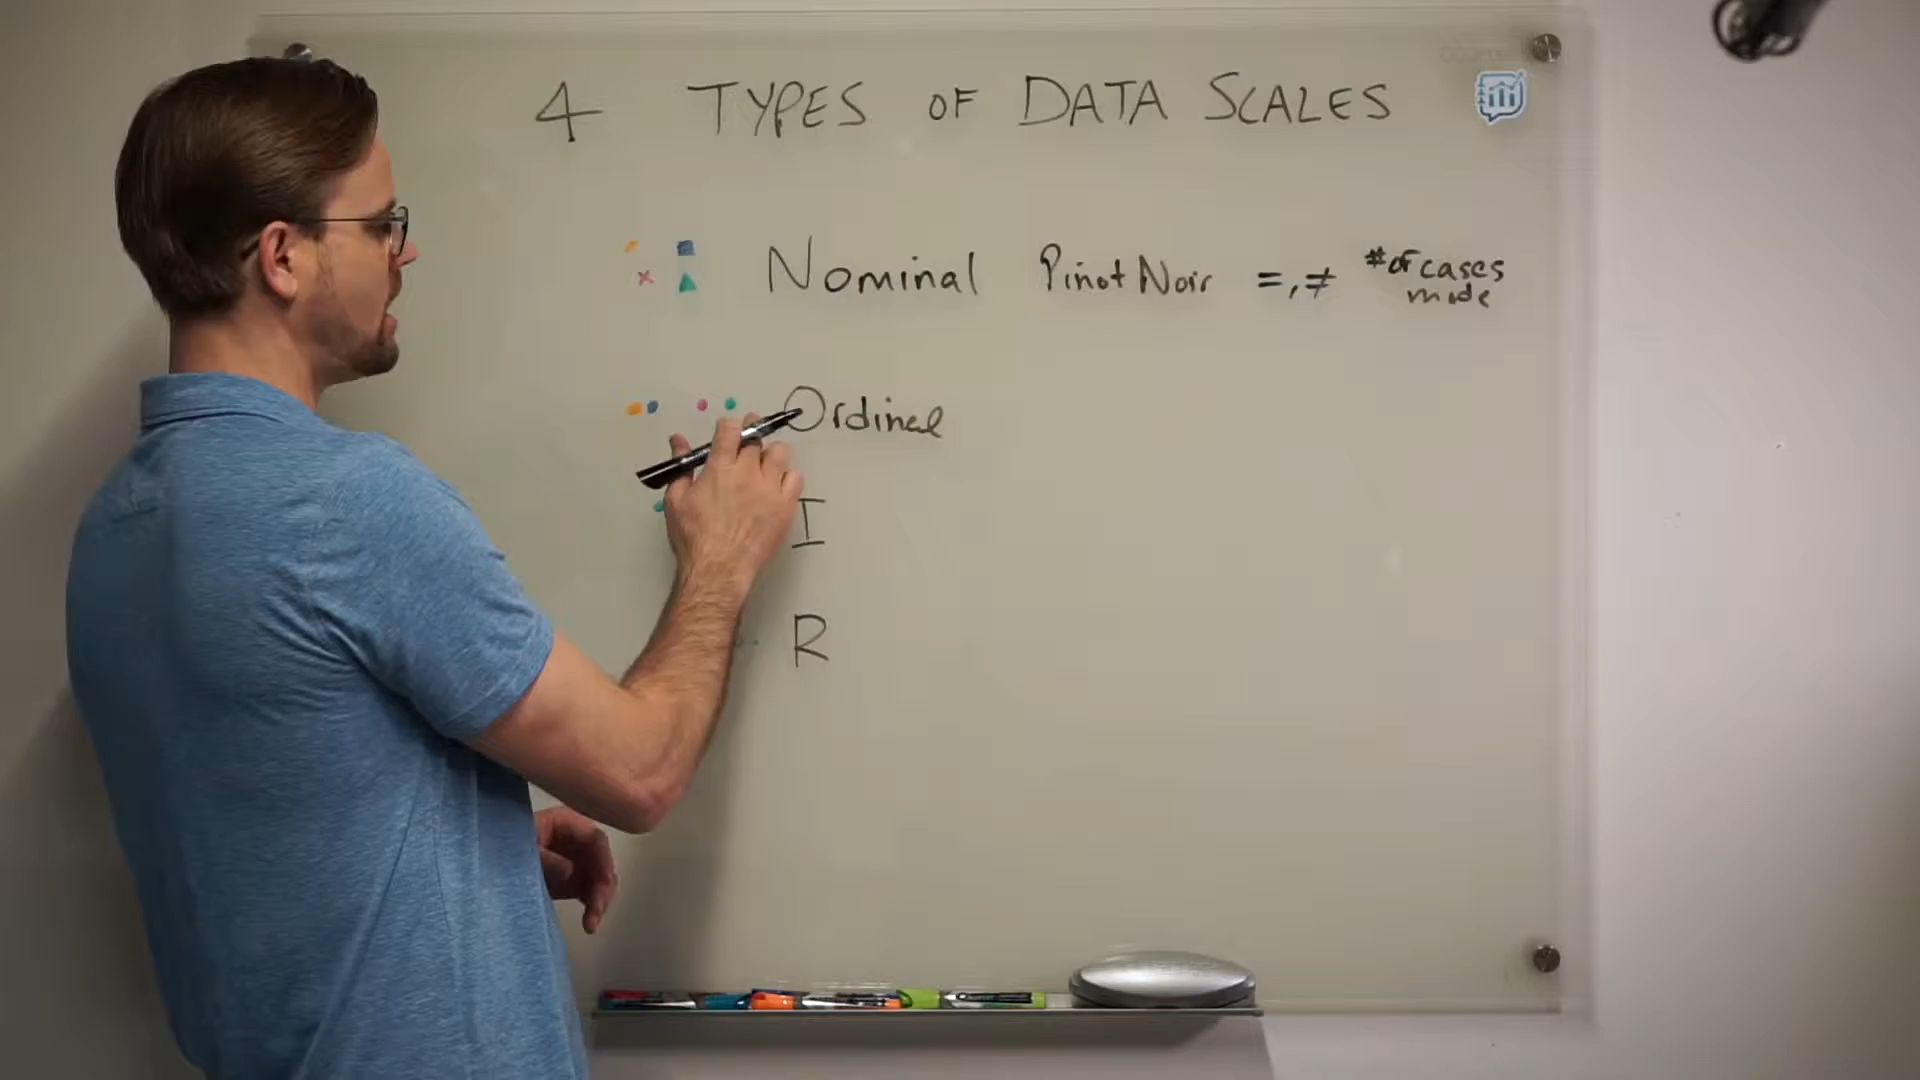 4 TYPES OF DATA SCALES
Nominal Pinot Noir =, ≠ # of cases
mode
Ordinal
I
R